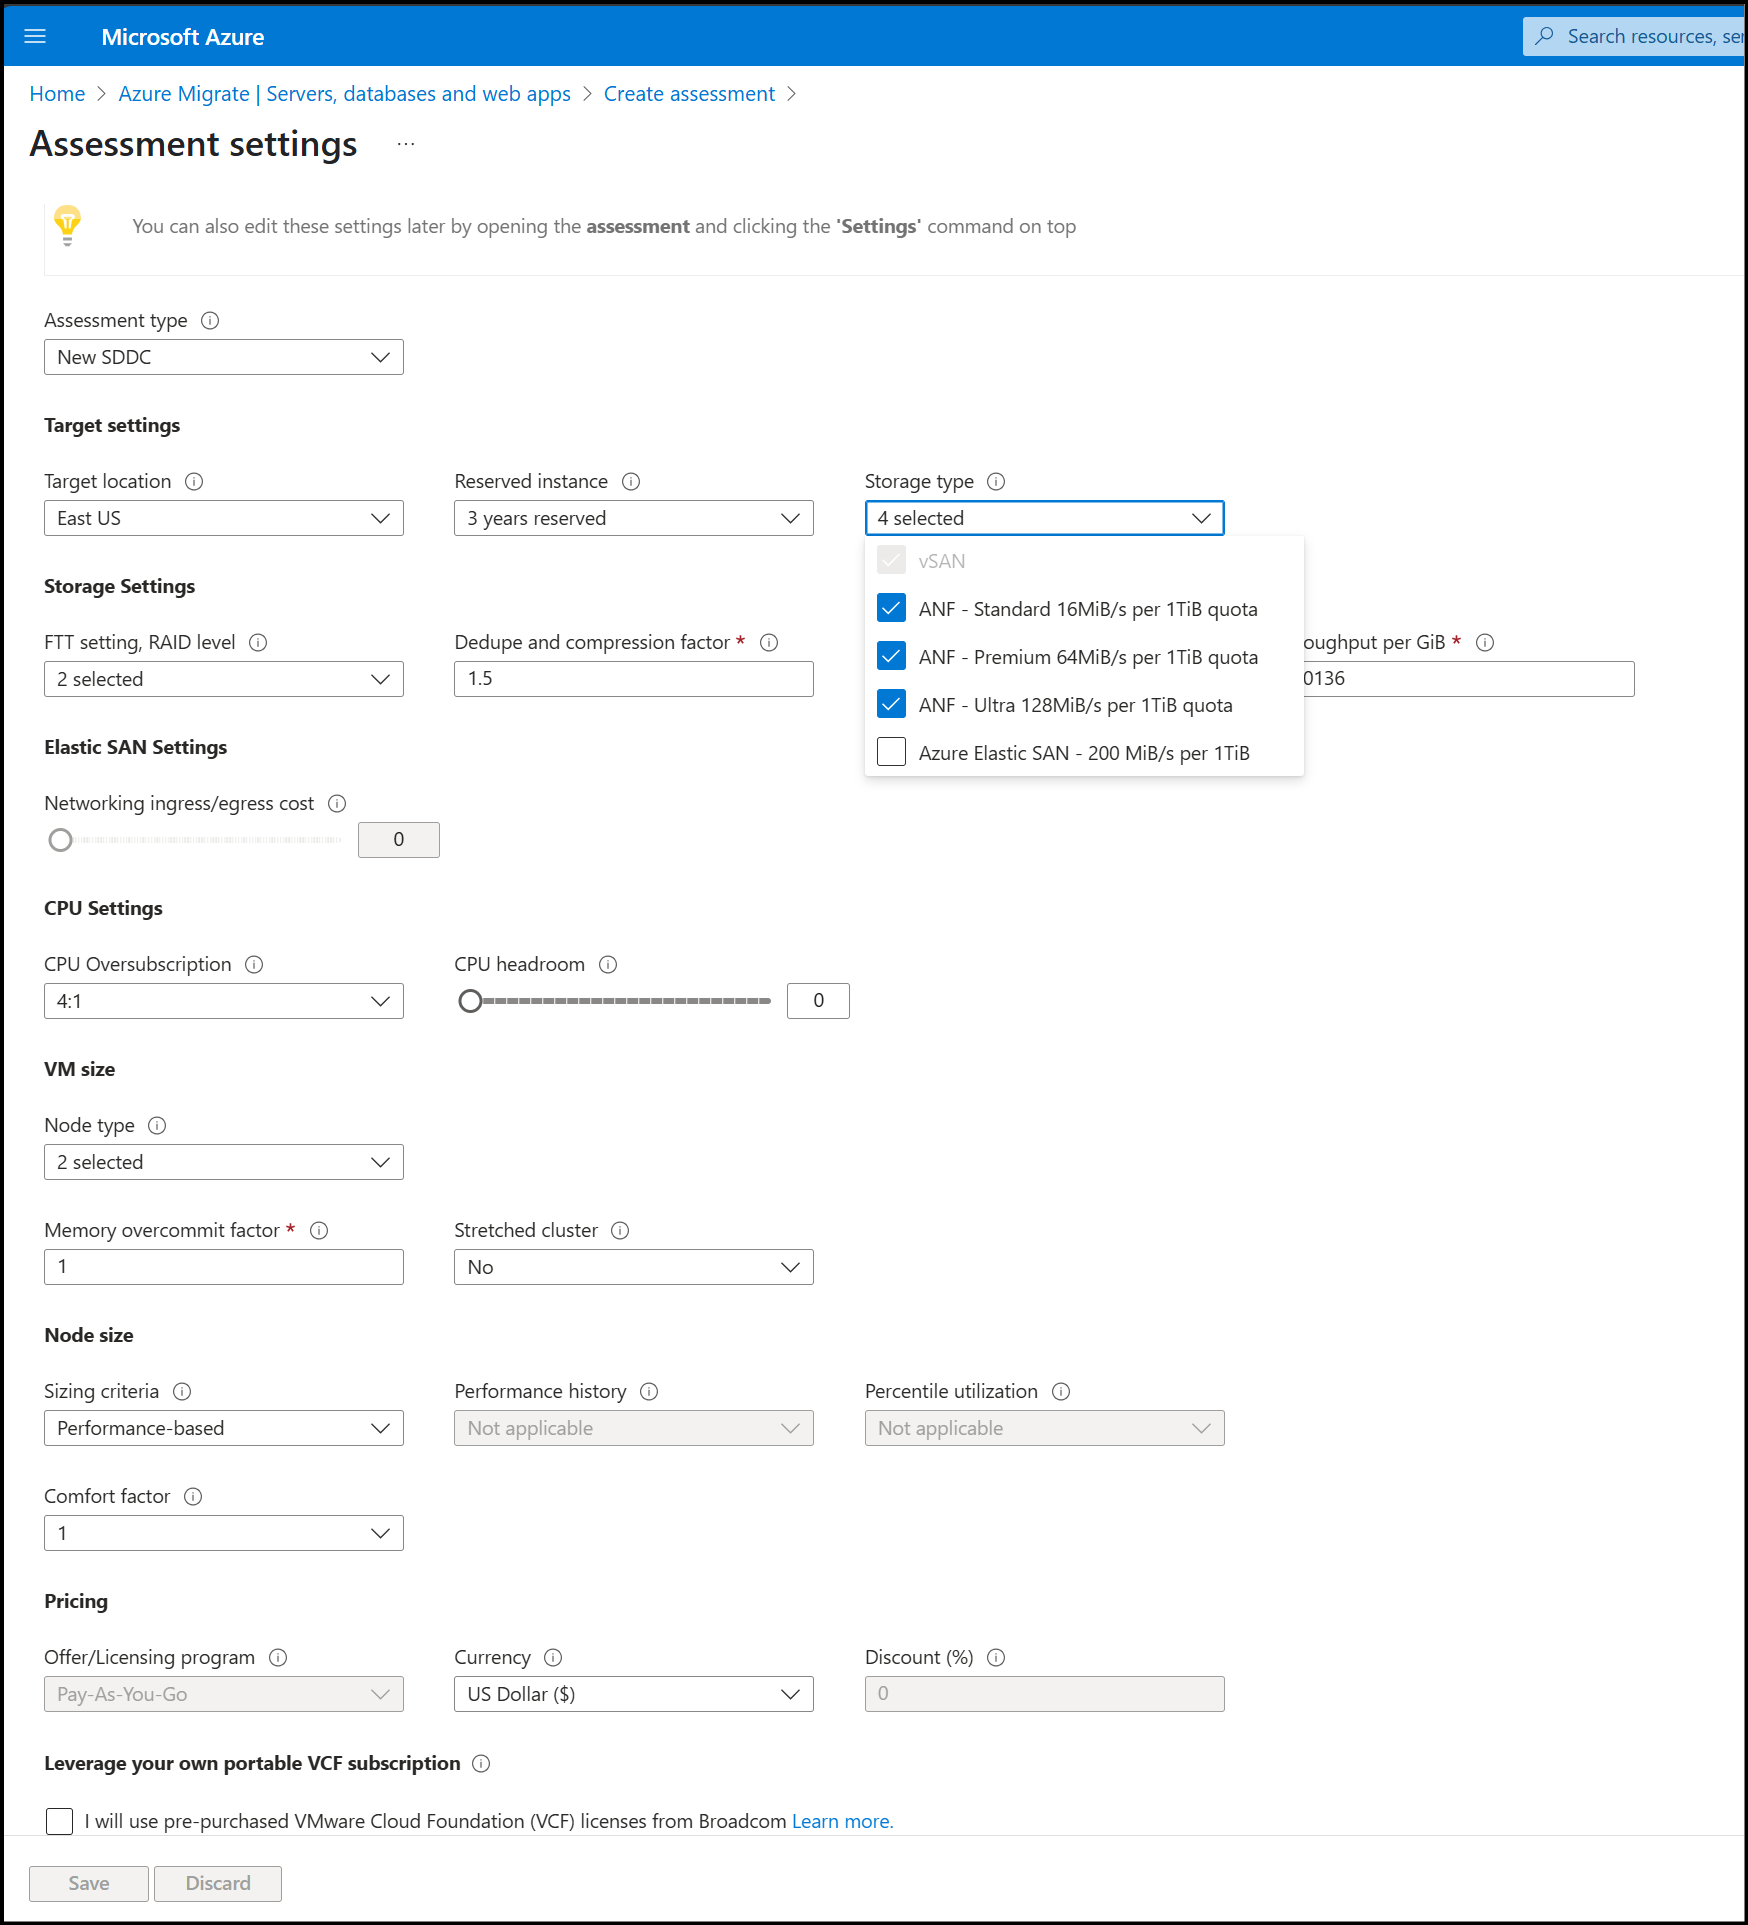 Microsoft Azure
Search resources, ser
Home > Azure Migrate | Servers, databases and web apps > Create assessment >
Assessment settings ...
You can also edit these settings later by opening the assessment and clicking the 'Settings' command on top
Assessment type
New SDDC
Target settings
Target location
East US
Reserved instance
3 years reserved
Storage type
4 selected
vSAN
ANF - Standard 16MiB/s per 1TiB quota
ANF - Premium 64MiB/s per 1TiB quota
ANF - Ultra 128MiB/s per 1TiB quota
Azure Elastic SAN - 200 MiB/s per 1TiB
Storage Settings
FTT setting, RAID level
2 selected
Dedupe and compression factor *
1.5
oughput per GiB *
0136
Elastic SAN Settings
Networking ingress/egress cost
0
CPU Settings
CPU Oversubscription
4:1
CPU headroom
0
VM size
Node type
2 selected
Memory overcommit factor *
1
Stretched cluster
No
Node size
Sizing criteria
Performance-based
Performance history
Not applicable
Percentile utilization
Not applicable
Comfort factor
1
Pricing
Offer/Licensing program
Pay-As-You-Go
Currency
US Dollar ($)
Discount (%)
0
Leverage your own portable VCF subscription
I will use pre-purchased VMware Cloud Foundation (VCF) licenses from Broadcom Learn more.
Save
Discard